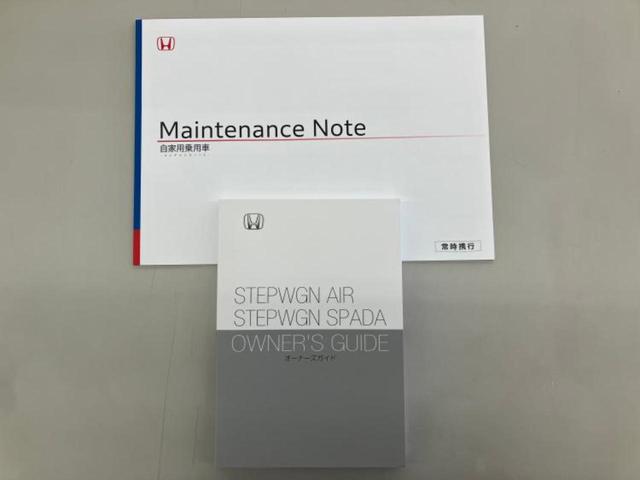 Maintenance Note
自家用乗用車
常時携行
STEPWGN AIR
STEPWGN SPADA
OWNER'S GUIDE
オーナーズガイド